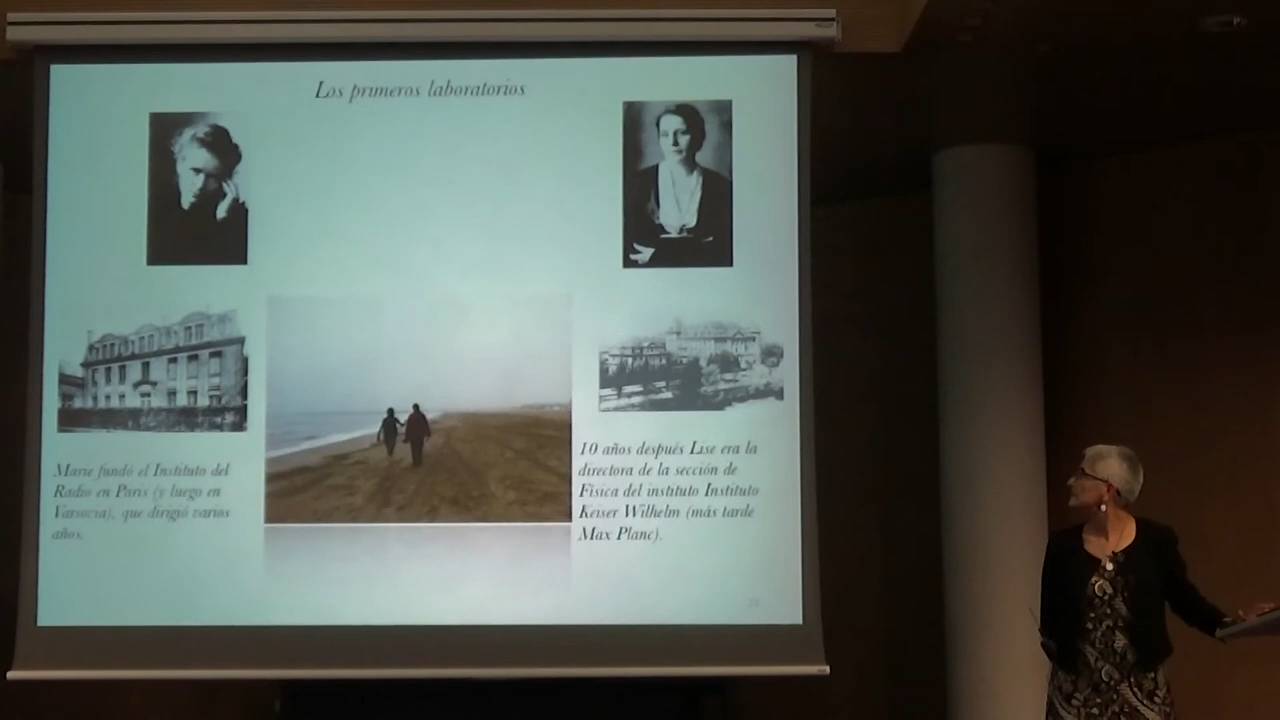 Los primeros laboratorios
Marie fundó el Instituto del
Radio en Paris (y luego en
Varsovia), que dirigió varios
años.
10 años después Lise era la
directora de la sección de
Física del instituto Instituto
Keiser Wilhelm (más tarde
Max Planc).